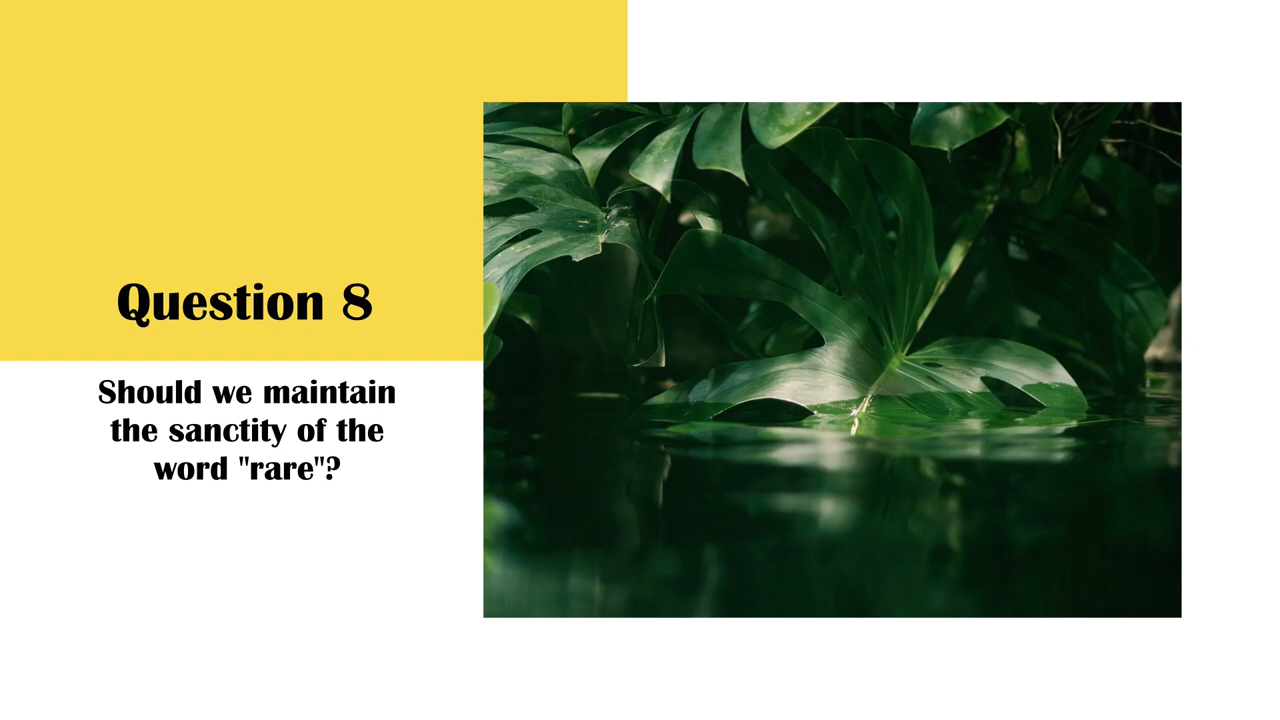 Question 8
Should we maintain
the sanctity of the
word "rare"?